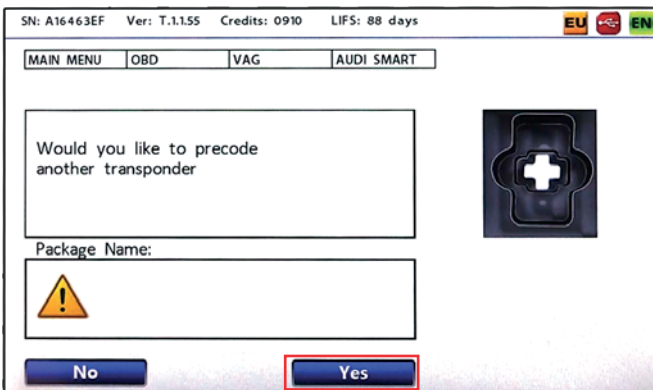 SN: A16463EF Ver: T.1.1.55 Credits: 0910 LIFS: 88 days EU EN
MAIN MENU OBD VAG AUDI SMART
Would you like to precode
another transponder
Package Name:
No Yes